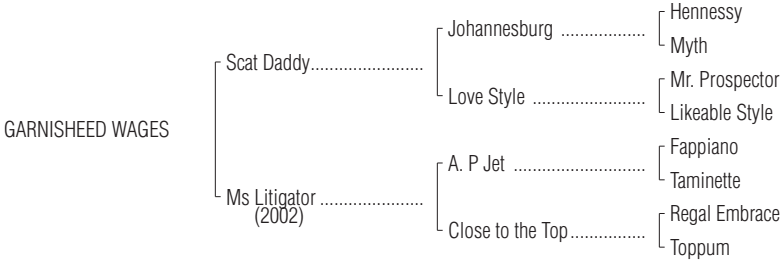 Hennessy
Johannesburg ......................
Myth
Scat Daddy.............................
Mr. Prospector
Love Style .............................
Likeable Style
GARNISHEED WAGES
Fappiano
A. P Jet .................................
Taminette
Ms Litigator ..........................
(2002)
Regal Embrace
Close to the Top...................
Toppum